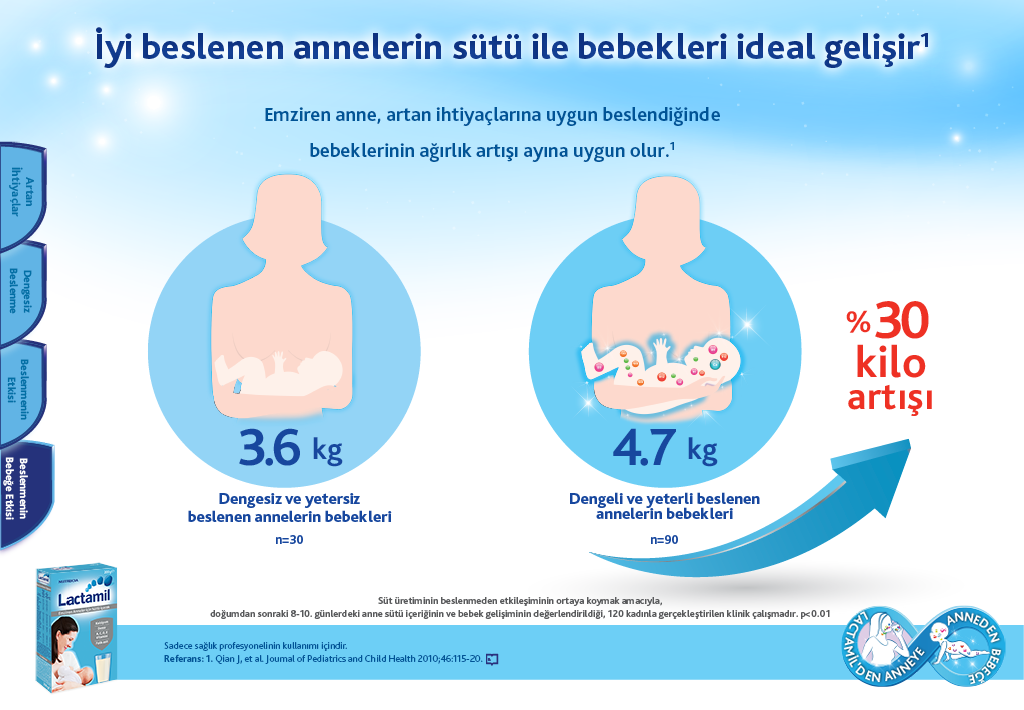 İyi beslenen annelerin sütü ile bebekleri ideal gelişir¹
Emziren anne, artan ihtiyaçlarına uygun beslendiğinde
bebeklerinin ağırlık artışı ayına uygun olur.¹
Artan
İhtiyaçlar
Dengesiz
Beslenme
Beslenmenin
Etkisi
Beslenmenin
Bebeğe Etkisi
3.6 kg
Dengesiz ve yetersiz
beslenen annelerin bebekleri
n=30
4.7 kg
Dengeli ve yeterli beslenen
annelerin bebekleri
n=90
%30
kilo
artışı
Süt üretiminin beslenmeden etkileşiminin ortaya koymak amacıyla,
doğumdan sonraki 8-10. günlerdeki anne sütü içeriğinin ve bebek gelişiminin değerlendirildiği, 120 kadınla gerçekleştirilen klinik çalışmadır. p<0.01
NUTRICIA
Lactamil
Sadece sağlık profesyonelinin kullanımı içindir.
Referans: 1. Qian J, et al. Journal of Pediatrics and Child Health 2010;46:115-20.
LACTAMİL'DEN ANNEYE
ANNEDEN BEBEĞE